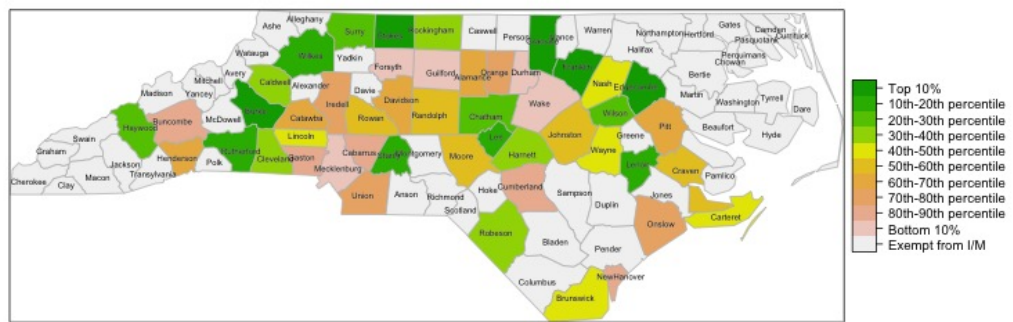 Alleghany
Ashe
Surry
Stokes
Rockingham
Caswell
Person
Granville
Vance
Warren
Northampton
Hertford
Gates
Camden
Currituck
Pasquotank
Perquimans
Chowan
Halifax
Watauga
Wilkes
Yadkin
Forsyth
Guilford
Alamance
Orange
Durham
Franklin
Nash
Edgecombe
Bertie
Mitchell
Avery
Caldwell
Alexander
Davie
Iredell
Davidson
Madison
Yancey
Burke
Wake
Martin
Washington
Tyrrell
Dare
McDowell
Catawba
Rowan
Randolph
Chatham
Wilson
Pitt
Beaufort
Hyde
Haywood
Buncombe
Lincoln
Johnston
Greene
Swain
Graham
Jackson
Henderson
Polk
Rutherford
Cleveland
Gaston
Mecklenburg
Cabarrus
Stanly
Montgomery
Moore
Lee
Harnett
Wayne
Lenoir
Craven
Pamlico
Cherokee
Clay
Macon
Transylvania
Union
Anson
Richmond
Scotland
Hoke
Cumberland
Sampson
Duplin
Jones
Carteret
Onslow
Robeson
Bladen
Pender
Columbus
NewHanover
Brunswick
Top 10%
10th-20th percentile
20th-30th percentile
30th-40th percentile
40th-50th percentile
50th-60th percentile
60th-70th percentile
70th-80th percentile
80th-90th percentile
Bottom 10%
Exempt from I/M